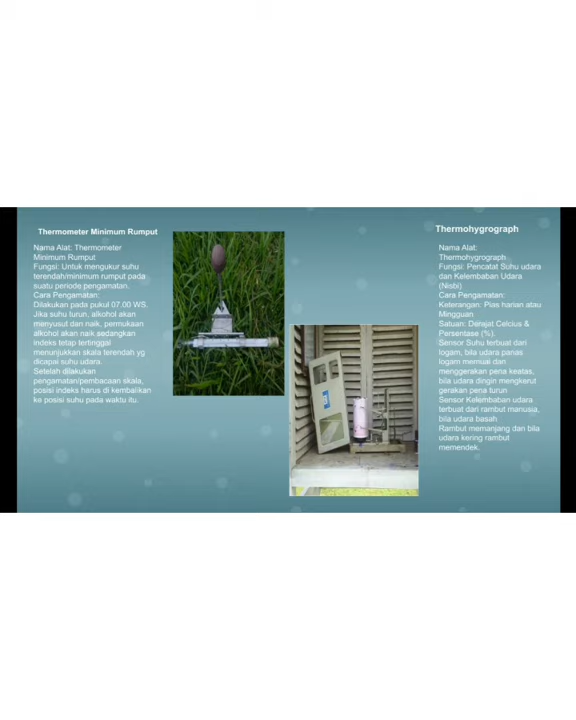 Thermometer Minimum Rumput
Nama Alat: Thermometer
Minimum Rumput
Fungsi: Untuk mengukur suhu
terendah/minimum rumput pada
suatu periode pengamatan.
Cara Pengamatan:
Dilakukan pada pukul 07.00 WS.
Jika suhu turun, alkohol akan
menyusut dan naik, permukaan
alkohol akan naik sedangkan
indeks tetap tertinggal
menunjukkan skala terendah yg
dicapai suhu udara.
Setelah dilakukan
pengamatan/pembacaan skala,
posisi indeks harus di kembalikan
ke posisi suhu pada waktu itu.
Thermohygrograph
Nama Alat:
Thermohygrograph
Fungsi: Pencatat Suhu udara
dan Kelembaban Udara
(Nisbi)
Cara Pengamatan:
Keterangan: Pias harian atau
Mingguan
Satuan: Derajat Celcius &
Persentase (%).
Sensor Suhu terbuat dari
logam, bila udara panas
logam memuai dan
menggerakan pena keatas,
bila udara dingin mengkerut
gerakan pena turun
Sensor Kelembaban udara
terbuat dari rambut manusia,
bila udara basah
Rambut memanjang dan bila
udara kering rambut
memendek.